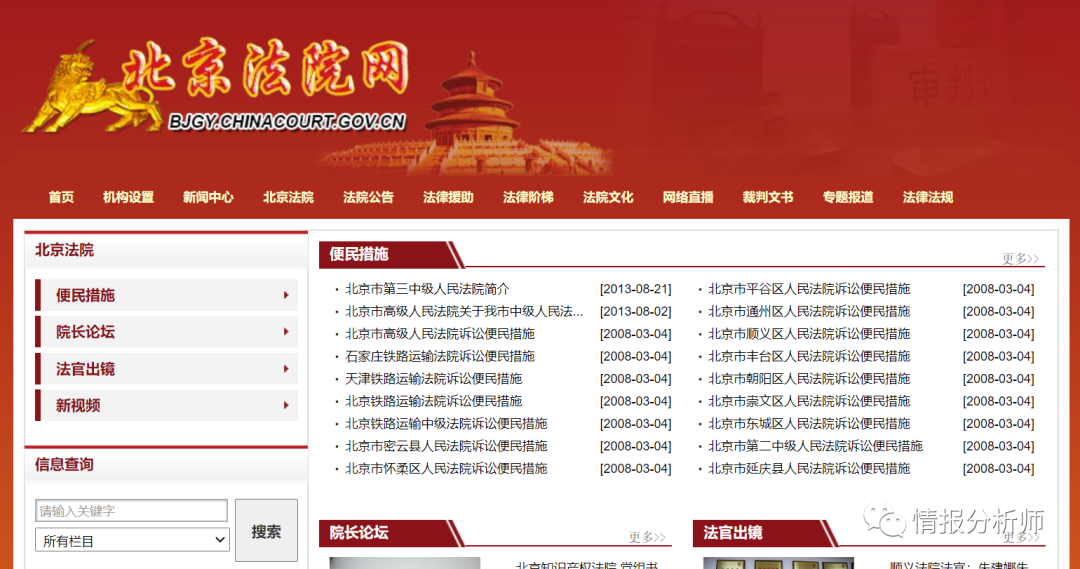 北京法院网
BJGY.CHINACOURT.GOV.CN
审判长
首页 机构设置 新闻中心 北京法院 法院公告 法律援助 法律阶梯 法院文化 网络直播 裁判文书 专题报道 法律法规
北京法院
便民措施
院长论坛
法官出镜
新视频
信息查询
请输入关键字
所有栏目
搜索
便民措施
更多>>
· 北京市第三中级人民法院简介 [2013-08-21]
· 北京市高级人民法院关于我市中级人民法... [2013-08-02]
· 北京市高级人民法院诉讼便民措施 [2008-03-04]
· 石家庄铁路运输法院诉讼便民措施 [2008-03-04]
· 天津铁路运输法院诉讼便民措施 [2008-03-04]
· 北京铁路运输法院诉讼便民措施 [2008-03-04]
· 北京铁路运输中级法院诉讼便民措施 [2008-03-04]
· 北京市密云县人民法院诉讼便民措施 [2008-03-04]
· 北京市怀柔区人民法院诉讼便民措施 [2008-03-04]
· 北京市平谷区人民法院诉讼便民措施 [2008-03-04]
· 北京市通州区人民法院诉讼便民措施 [2008-03-04]
· 北京市顺义区人民法院诉讼便民措施 [2008-03-04]
· 北京市丰台区人民法院诉讼便民措施 [2008-03-04]
· 北京市朝阳区人民法院诉讼便民措施 [2008-03-04]
· 北京市崇文区人民法院诉讼便民措施 [2008-03-04]
· 北京市东城区人民法院诉讼便民措施 [2008-03-04]
· 北京市第二中级人民法院诉讼便民措施 [2008-03-04]
· 北京市延庆县人民法院诉讼便民措施 [2008-03-04]
院长论坛
更多>>
北京知识产权法院 党组书
法官出镜
更多>>
顺义法院法官：朱建娜朱
情报分析师